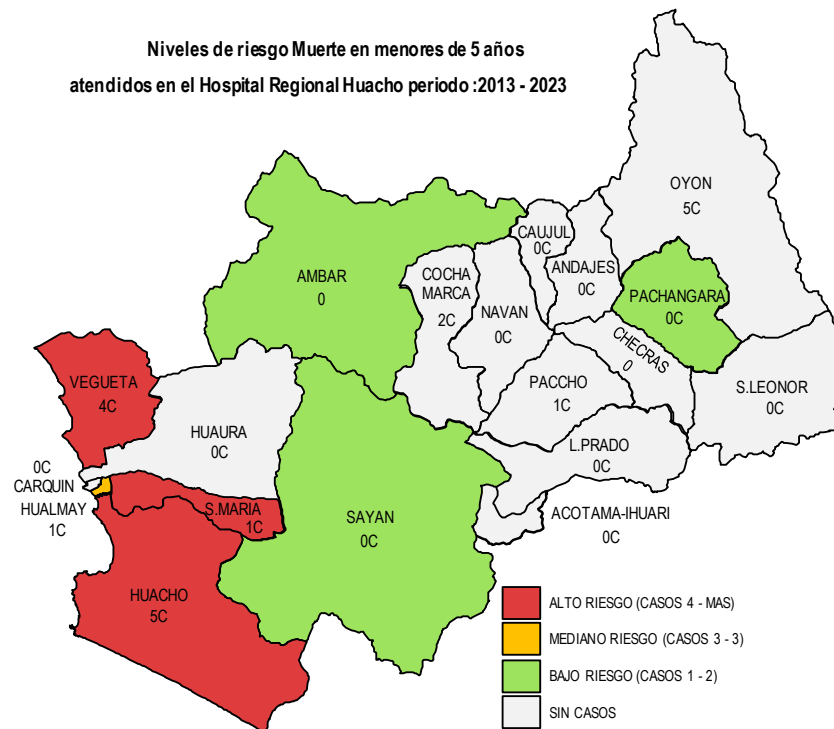 Niveles de riesgo Muerte en menores de 5 años
atendidos en el Hospital Regional Huacho periodo :2013 - 2023
OYON
5C
CAUJUL
0C
ANDAJES
0C
AMBAR
0
COCHA
MARCA
2C
NAVAN
0C
PACHANGARA
0C
CHECRAS
0
VEGUETA
4C
PACCHO
1C
S.LEONOR
0C
HUAURA
0C
L.PRADO
0C
0C
CARQUIN
HUALMAY
1C
S.MARIA
1C
SAYAN
0C
ACOTAMA-IHUARI
0C
HUACHO
5C
ALTO RIESGO (CASOS 4 - MAS)
MEDIANO RIESGO (CASOS 3 - 3)
BAJO RIESGO (CASOS 1 - 2)
SIN CASOS